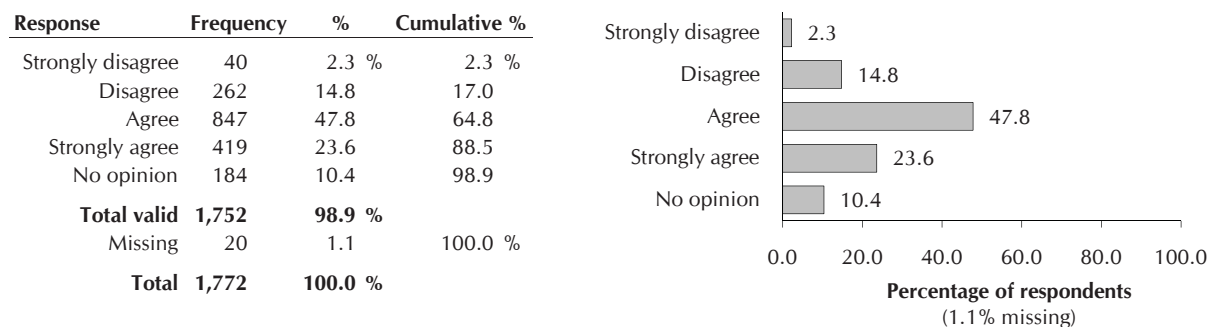 Response Frequency % Cumulative %
Strongly disagree 40 2.3 % 2.3 %
Disagree 262 14.8 17.0
Agree 847 47.8 64.8
Strongly agree 419 23.6 88.5
No opinion 184 10.4 98.9
Total valid 1,752 98.9 %
Missing 20 1.1 100.0 %
Total 1,772 100.0 %
Strongly disagree 2.3
Disagree 14.8
Agree 47.8
Strongly agree 23.6
No opinion 10.4
0.0 20.0 40.0 60.0 80.0 100.0
Percentage of respondents
(1.1% missing)